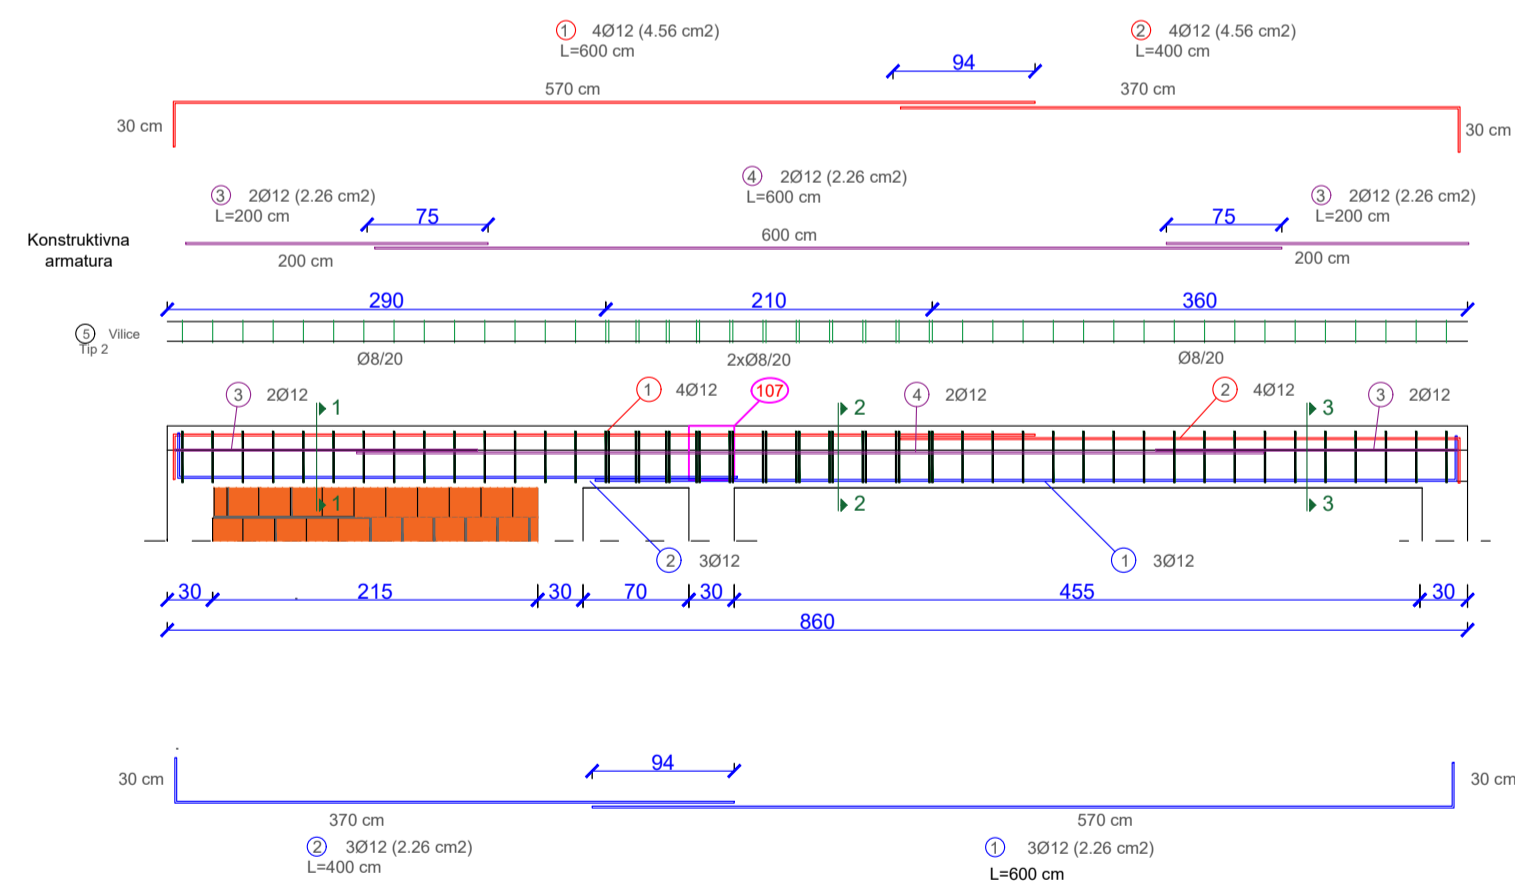 1 4Ø12 (4.56 cm2)
L=600 cm
2 4Ø12 (4.56 cm2)
L=400 cm
94
570 cm
370 cm
30 cm
30 cm
4 2Ø12 (2.26 cm2)
L=600 cm
3 2Ø12 (2.26 cm2)
L=200 cm
3 2Ø12 (2.26 cm2)
L=200 cm
75
75
600 cm
Konstruktivna
armatura
200 cm
200 cm
290
210
360
5 Vilice
Tip 2
Ø8/20
2xØ8/20
Ø8/20
3 2Ø12
1
1 4Ø12
107
2
4 2Ø12
2 4Ø12
3
3 2Ø12
1
2
3
2 3Ø12
1 3Ø12
30
215
30
70
30
455
30
860
94
30 cm
30 cm
370 cm
570 cm
2 3Ø12 (2.26 cm2)
L=400 cm
1 3Ø12 (2.26 cm2)
L=600 cm